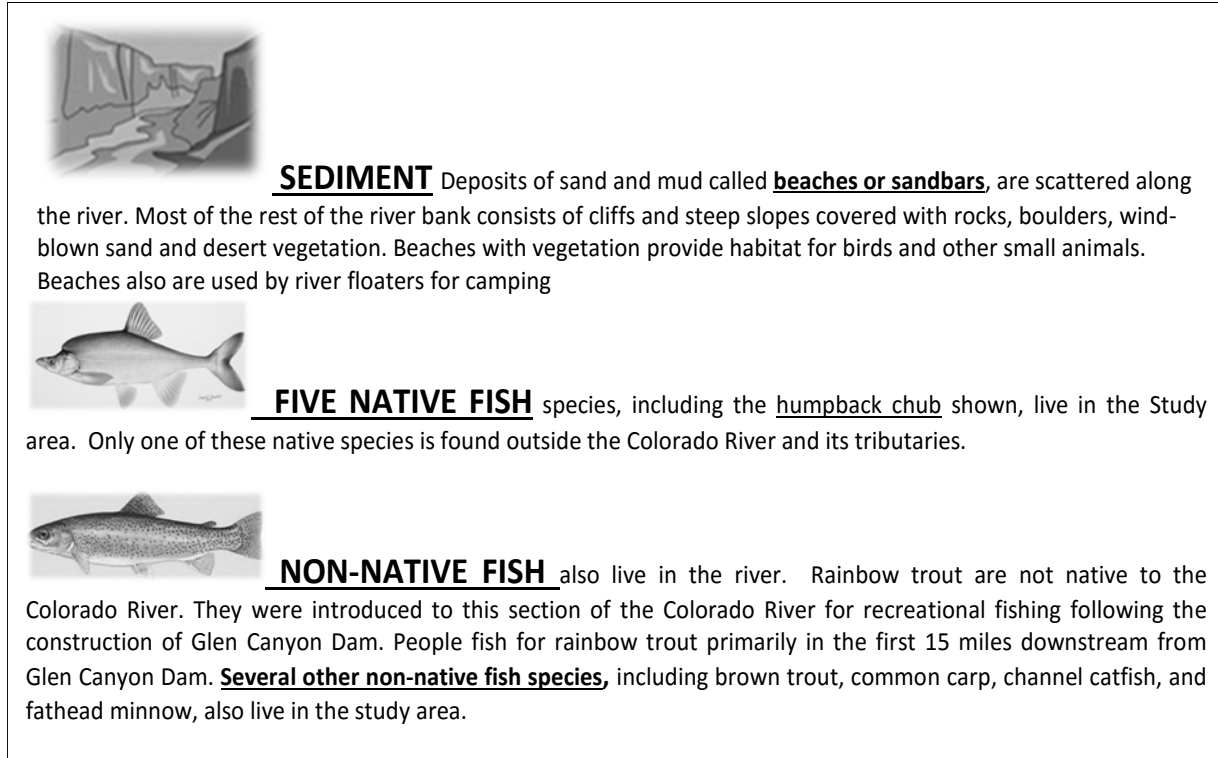 SEDIMENT Deposits of sand and mud called beaches or sandbars, are scattered along
the river. Most of the rest of the river bank consists of cliffs and steep slopes covered with rocks, boulders, wind-
blown sand and desert vegetation. Beaches with vegetation provide habitat for birds and other small animals.
Beaches also are used by river floaters for camping
FIVE NATIVE FISH species, including the humpback chub shown, live in the Study
area. Only one of these native species is found outside the Colorado River and its tributaries.
NON-NATIVE FISH also live in the river. Rainbow trout are not native to the
Colorado River. They were introduced to this section of the Colorado River for recreational fishing following the
construction of Glen Canyon Dam. People fish for rainbow trout primarily in the first 15 miles downstream from
Glen Canyon Dam. Several other non-native fish species, including brown trout, common carp, channel catfish, and
fathead minnow, also live in the study area.